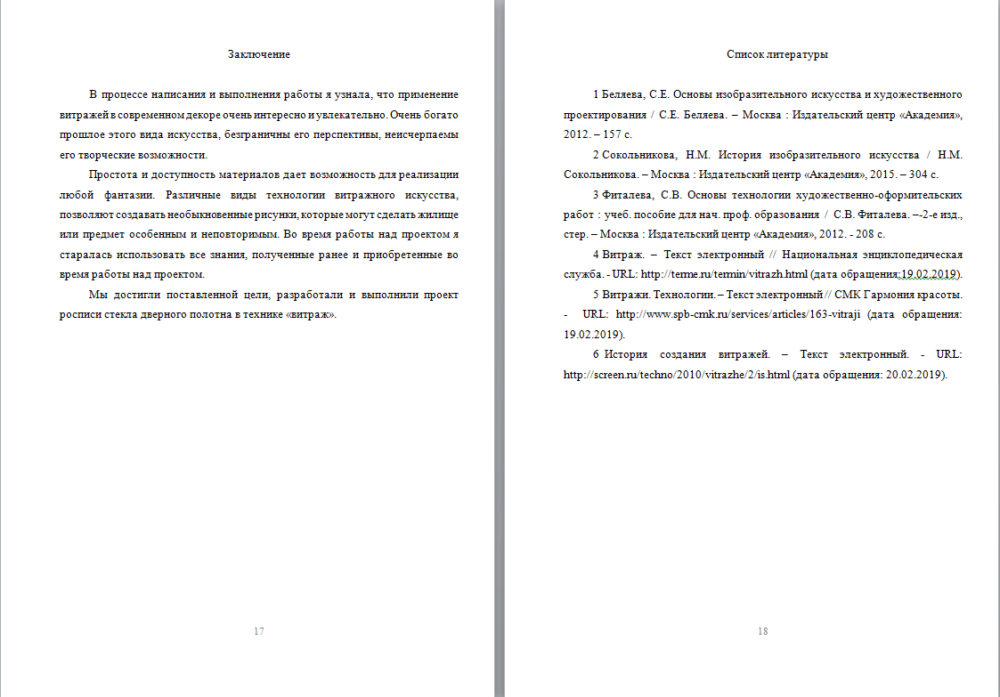 Заключение
В процессе написания и выполнения работы я узнала, что применение
витражей в современном декоре очень интересно и увлекательно. Очень богато
прошлое этого вида искусства, безграничны его перспективы, неисчерпаемы
его творческие возможности.
Простота и доступность материалов дает возможность для реализации
любой фантазии. Различные виды технологии витражного искусства,
позволяют создавать необыкновенные рисунки, которые могут сделать жилище
или предмет особенным и неповторимым. Во время работы над проектом я
старалась использовать все знания, полученные ранее и приобретенные во
время работы над проектом.
Мы достигли поставленной цели, разработали и выполнили проект
росписи стекла дверного полотна в технике «витраж».
17
Список литературы
1 Беляева, С.Е. Основы изобразительного искусства и художественного
проектирования / С.Е. Беляева. – Москва : Издательский центр «Академия»,
2012. – 157 с.
2 Сокольникова, Н.М. История изобразительного искусства / Н.М.
Сокольникова. – Москва : Издательский центр «Академия», 2015. – 304 с.
3 Фиталева, С.В. Основы технологии художественно-оформительских
работ : учеб. пособие для нач. проф. образования / С.В. Фиталева. –-2-е изд.,
стер. – Москва : Издательский центр «Академия», 2012. - 208 с.
4 Витраж. – Текст электронный // Национальная энциклопедическая
служба. - URL: http://terme.ru/termin/vitrazh.html (дата обращения:19.02.2019).
5 Витражи. Технологии. – Текст электронный // СМК Гармония красоты.
- URL: http://www.spb-cmk.ru/services/articles/163-vitraji (дата обращения:
19.02.2019).
6 История создания витражей. – Текст электронный. - URL:
http://screen.ru/techno/2010/vitrazhe/2/is.html (дата обращения: 20.02.2019).
18